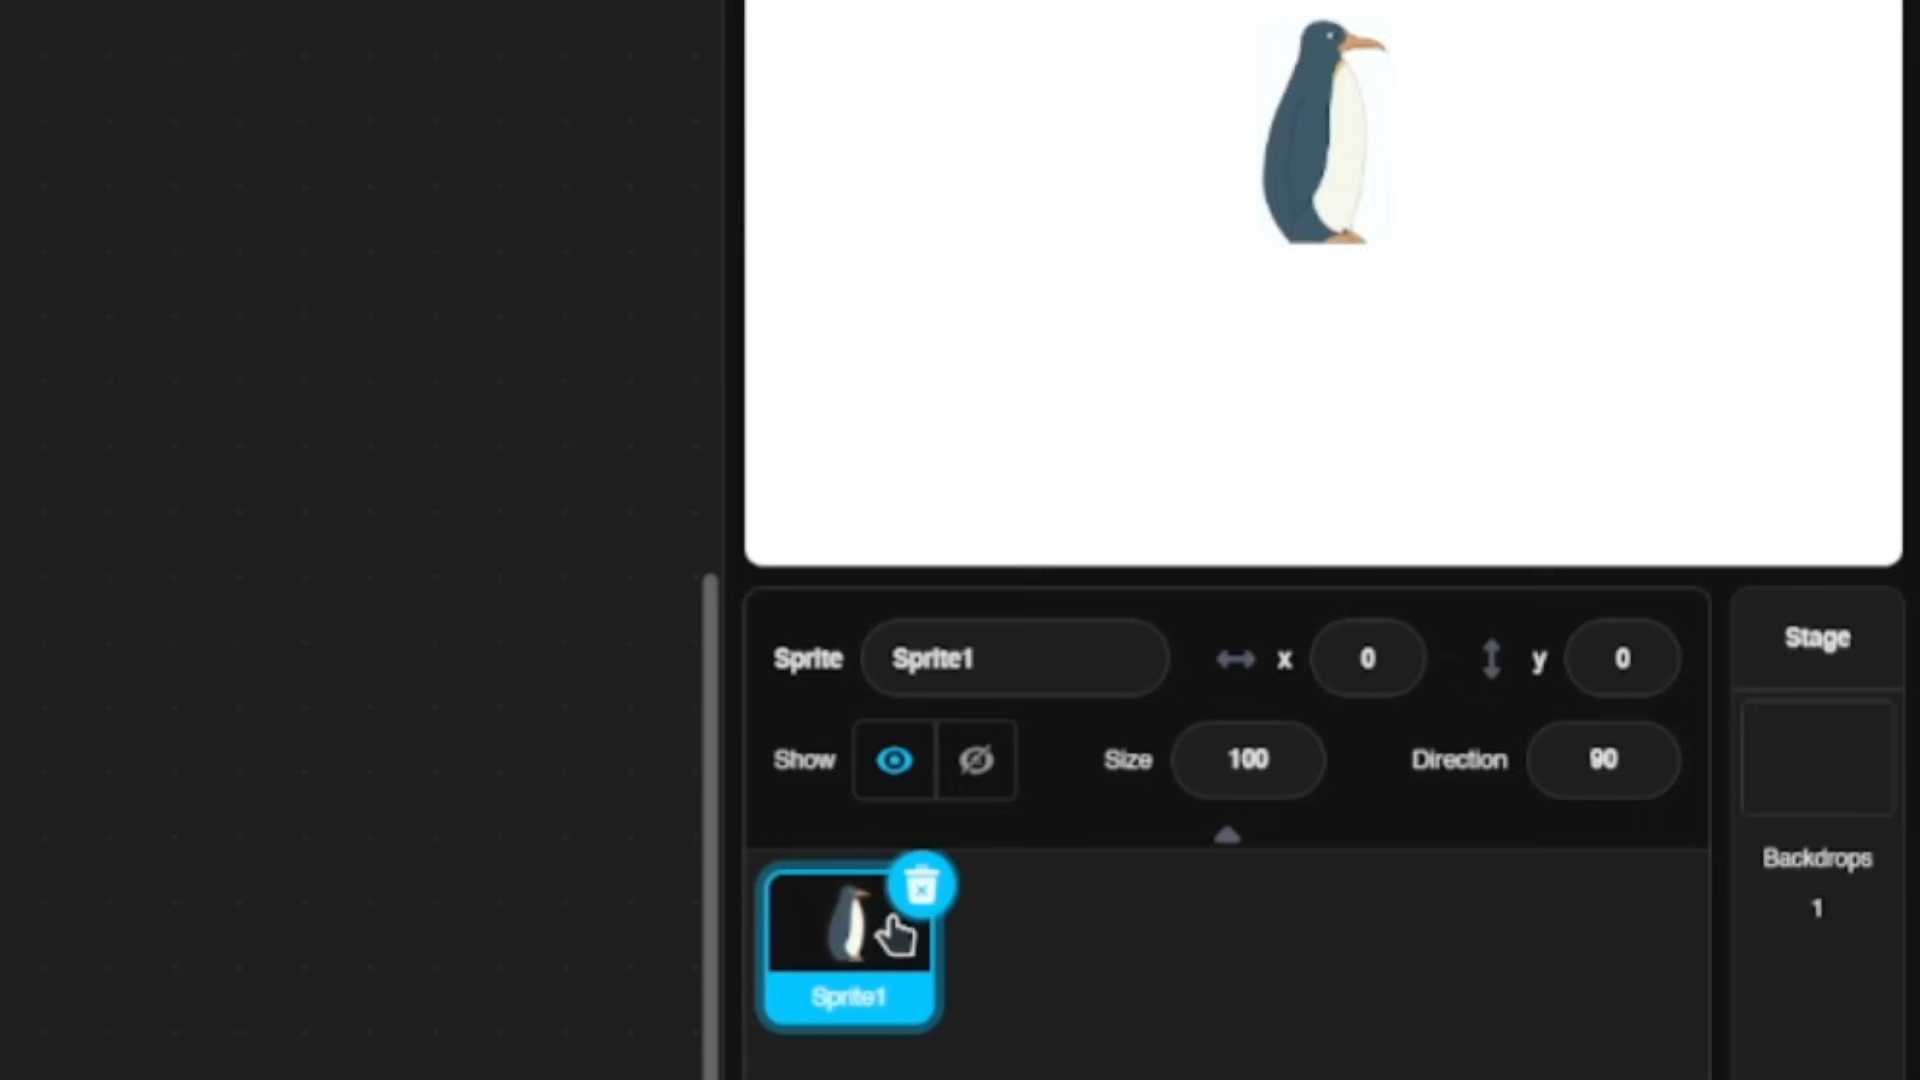 Sprite Sprite1 x 0 y 0
Show Size 100 Direction 90
Sprite1
Stage
Backdrops
1